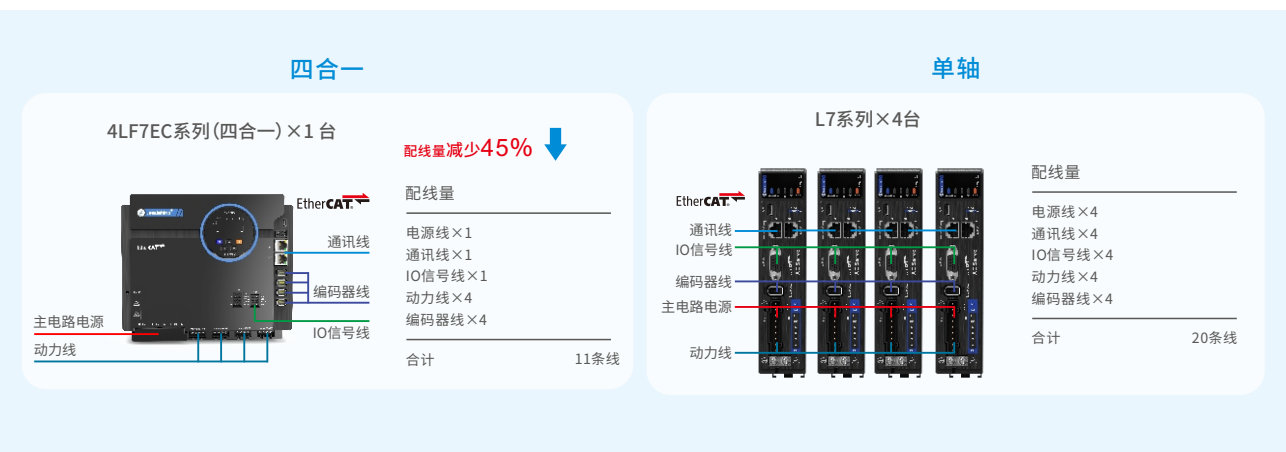 四合一
4LF7EC系列(四合一)×1 台
配线量减少45%
EtherCAT
通讯线
编码器线
IO信号线
主电路电源
动力线
配线量
电源线×1
通讯线×1
IO信号线×1
动力线×4
编码器线×4
合计 11条线
单轴
L7系列×4台
EtherCAT
通讯线
IO信号线
编码器线
主电路电源
动力线
配线量
电源线×4
通讯线×4
IO信号线×4
动力线×4
编码器线×4
合计 20条线